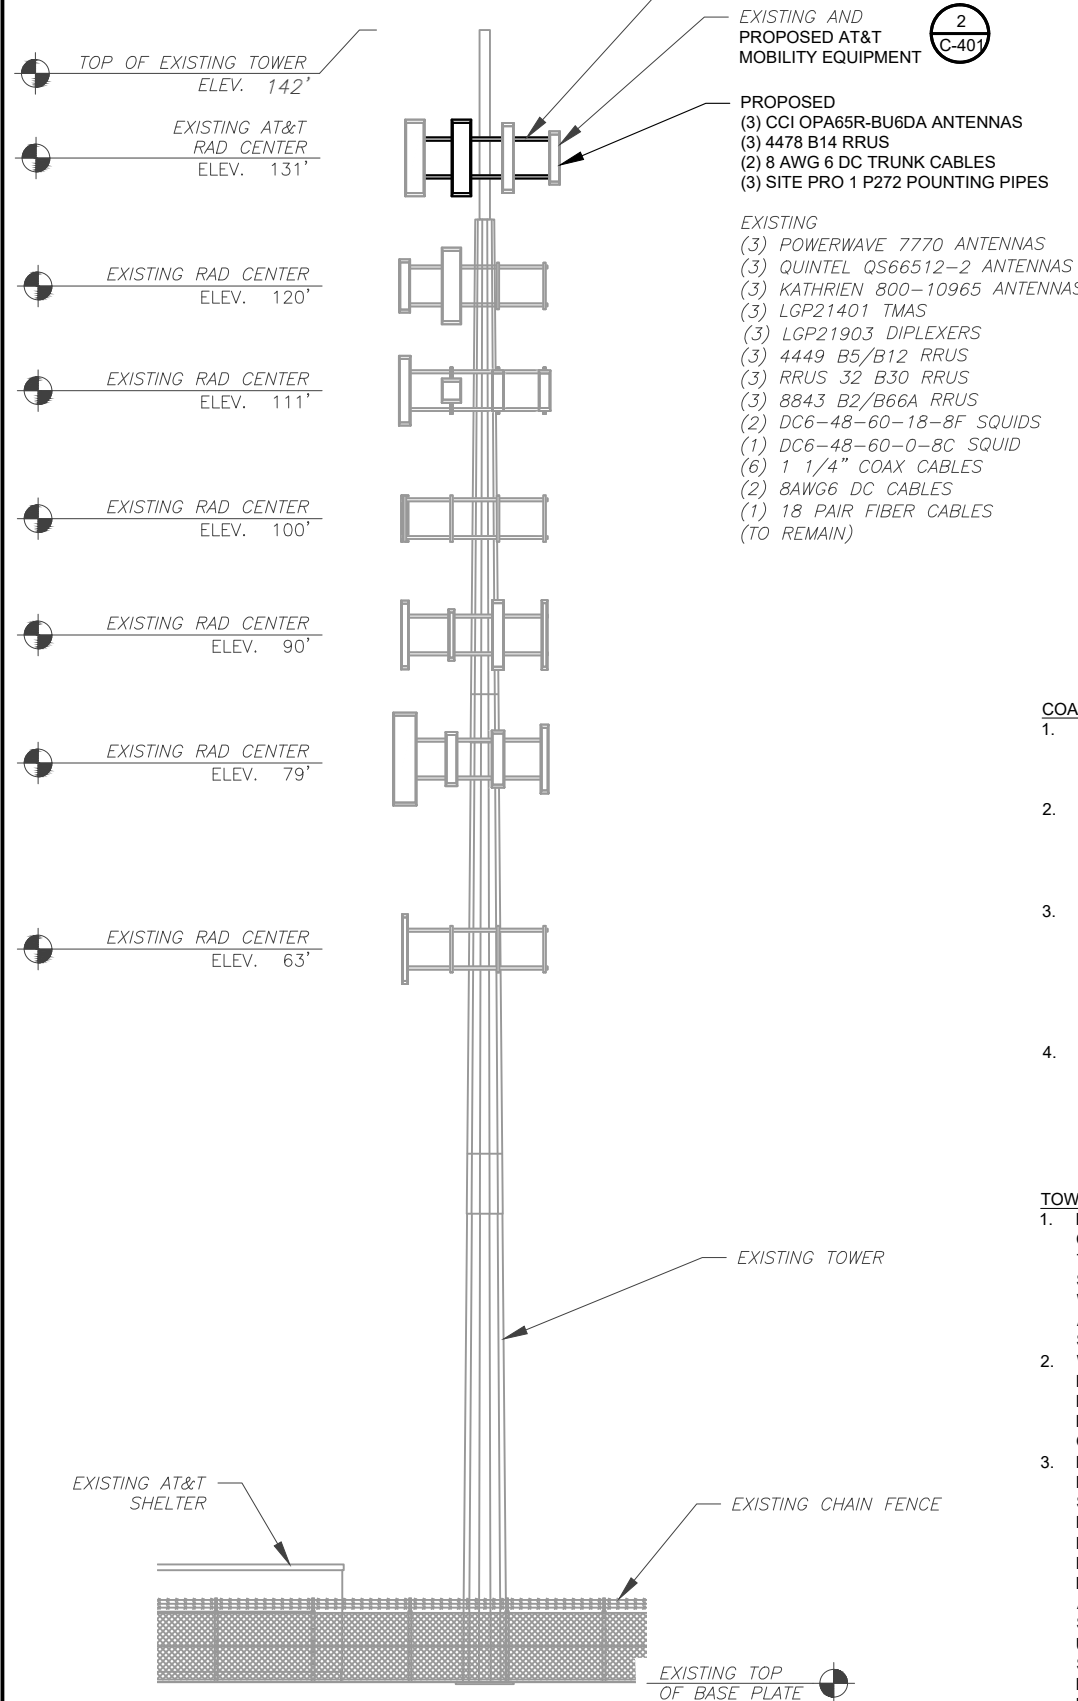 EXISTING AND
PROPOSED AT&T
MOBILITY EQUIPMENT
2
C-401
TOP OF EXISTING TOWER
ELEV. 142'
EXISTING AT&T
RAD CENTER
ELEV. 131'
PROPOSED
(3) CCI OPA65R-BU6DA ANTENNAS
(3) 4478 B14 RRUS
(2) 8 AWG 6 DC TRUNK CABLES
(3) SITE PRO 1 P272 POUNTING PIPES
EXISTING
(3) POWERWAVE 7770 ANTENNAS
(3) QUINTEL QS66512-2 ANTENNAS
(3) KATHRIEN 800-10965 ANTENNAS
(3) LGP21401 TMAS
(3) LGP21903 DIPLEXERS
(3) 4449 B5/B12 RRUS
(3) RRUS 32 B30 RRUS
(3) 8843 B2/B66A RRUS
(2) DC6-48-60-18-8F SQUIDS
(1) DC6-48-60-0-8C SQUID
(6) 1 1/4" COAX CABLES
(2) 8AWG6 DC CABLES
(1) 18 PAIR FIBER CABLES
(TO REMAIN)
EXISTING RAD CENTER
ELEV. 120'
EXISTING RAD CENTER
ELEV. 111'
EXISTING RAD CENTER
ELEV. 100'
EXISTING RAD CENTER
ELEV. 90'
EXISTING RAD CENTER
ELEV. 79'
EXISTING RAD CENTER
ELEV. 63'
COA
1.
2.
3.
4.
TOW
1.
2.
3.
EXISTING TOWER
EXISTING AT&T
SHELTER
EXISTING CHAIN FENCE
EXISTING TOP
OF BASE PLATE